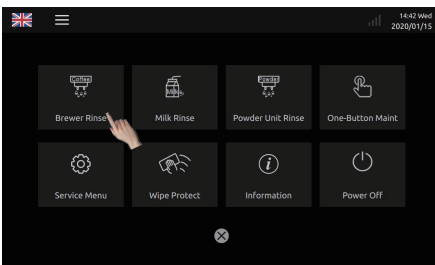 14:42 Wed
2020/01/15
Coffee
Brewer Rinse
Milk
Milk Rinse
Powder
Powder Unit Rinse
One-Button Maint
Service Menu
Wipe Protect
Information
Power Off